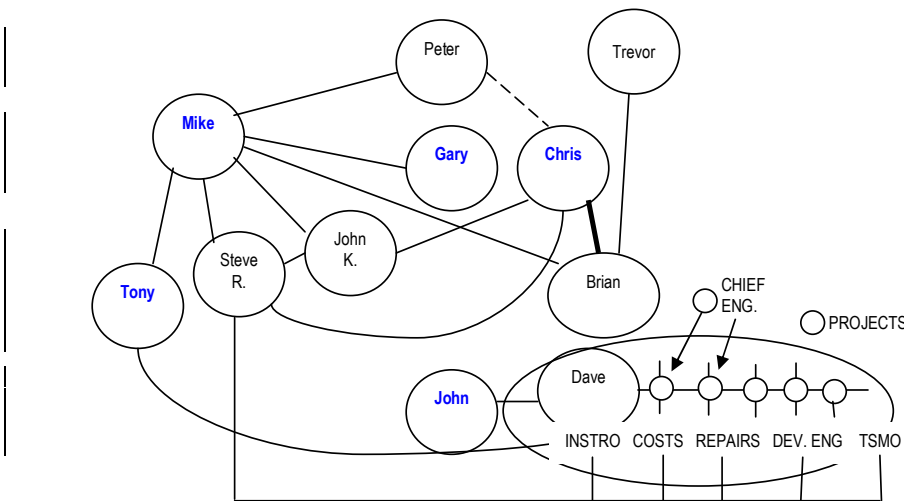 Peter
Trevor
Mike
Gary
Chris
John
K.
Steve
R.
Brian
Tony
CHIEF
ENG.
PROJECTS
Dave
John
INSTRO COSTS REPAIRS DEV. ENG TSMO